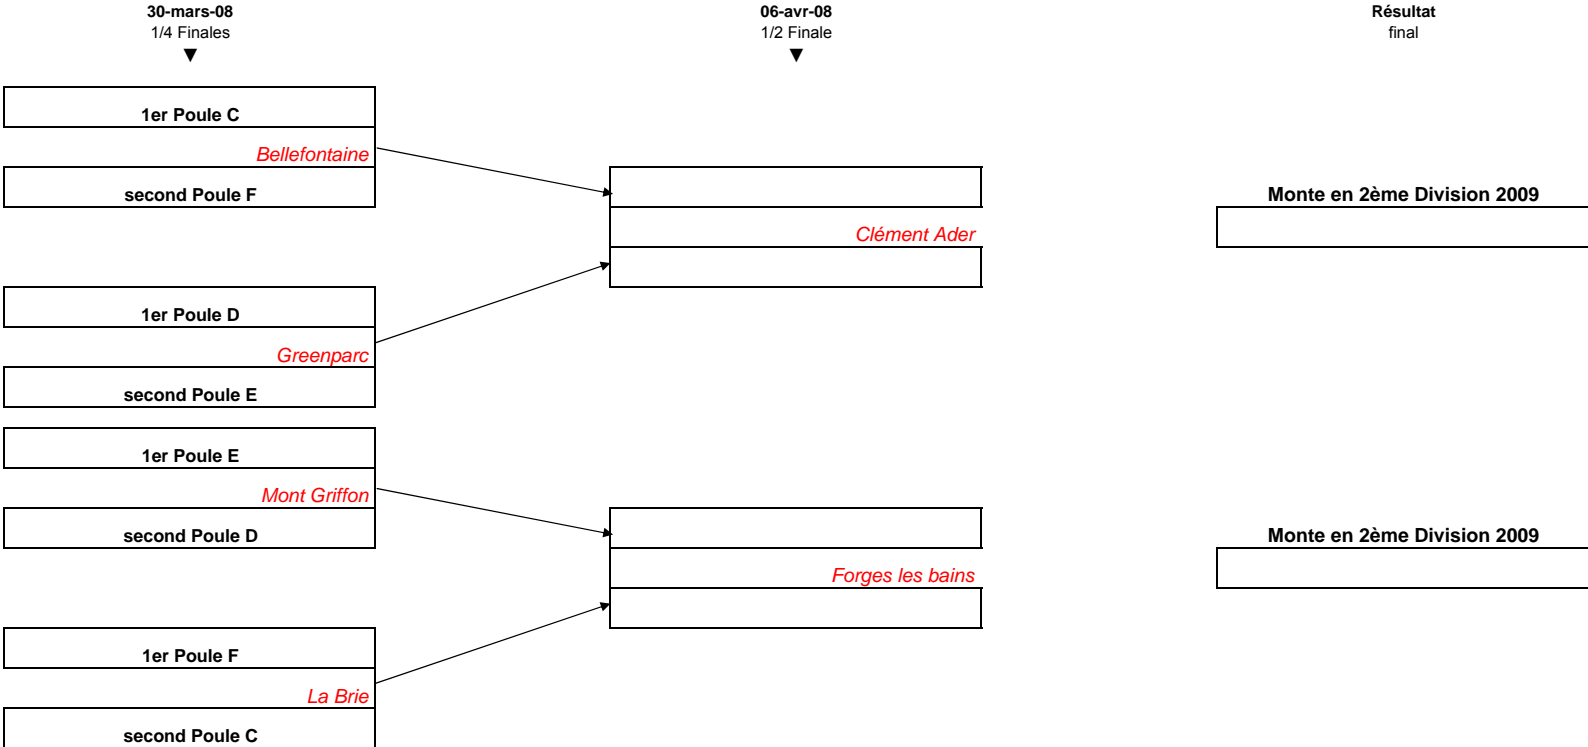 30-mars-08
1/4 Finales
▼
06-avr-08
1/2 Finale
▼
Résultat
final
1er Poule C
Bellefontaine
second Poule F
1er Poule D
Greenparc
second Poule E
1er Poule E
Mont Griffon
second Poule D
1er Poule F
La Brie
second Poule C
Clément Ader
Forges les bains
Monte en 2ème Division 2009
Monte en 2ème Division 2009